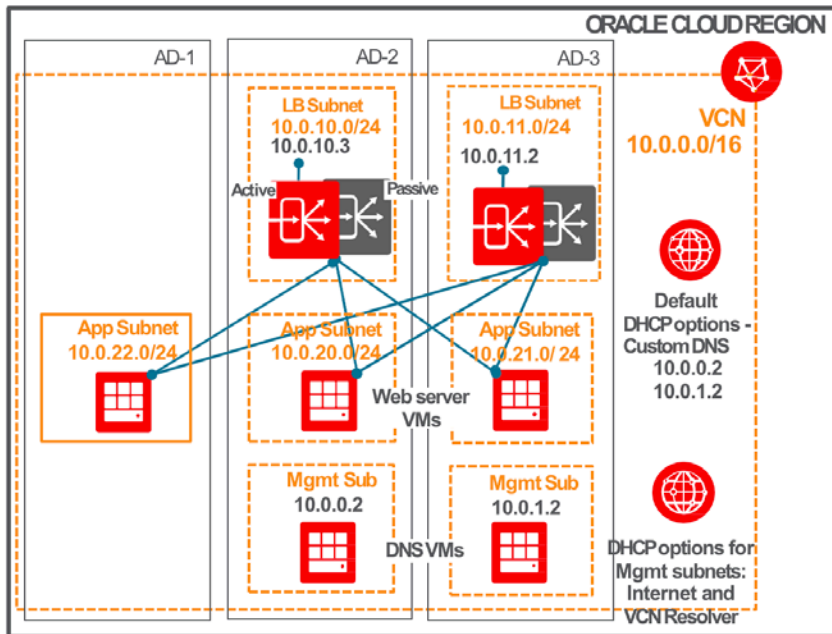 ORACLE CLOUD REGION
AD-1
AD-2
AD-3
LB Subnet
10.0.10.0/24
10.0.10.3
Active
Passive
LB Subnet
10.0.11.0/24
10.0.11.2
VCN
10.0.0.0/16
Default
DHCP options -
Custom DNS
10.0.0.2
10.0.1.2
App Subnet
10.0.22.0/24
App Subnet
10.0.20.0/24
App Subnet
10.0.21.0/ 24
Web server
VMs
Mgmt Sub
10.0.0.2
Mgmt Sub
10.0.1.2
DNS VMs
DHCP options for
Mgmt subnets:
Internet and
VCN Resolver